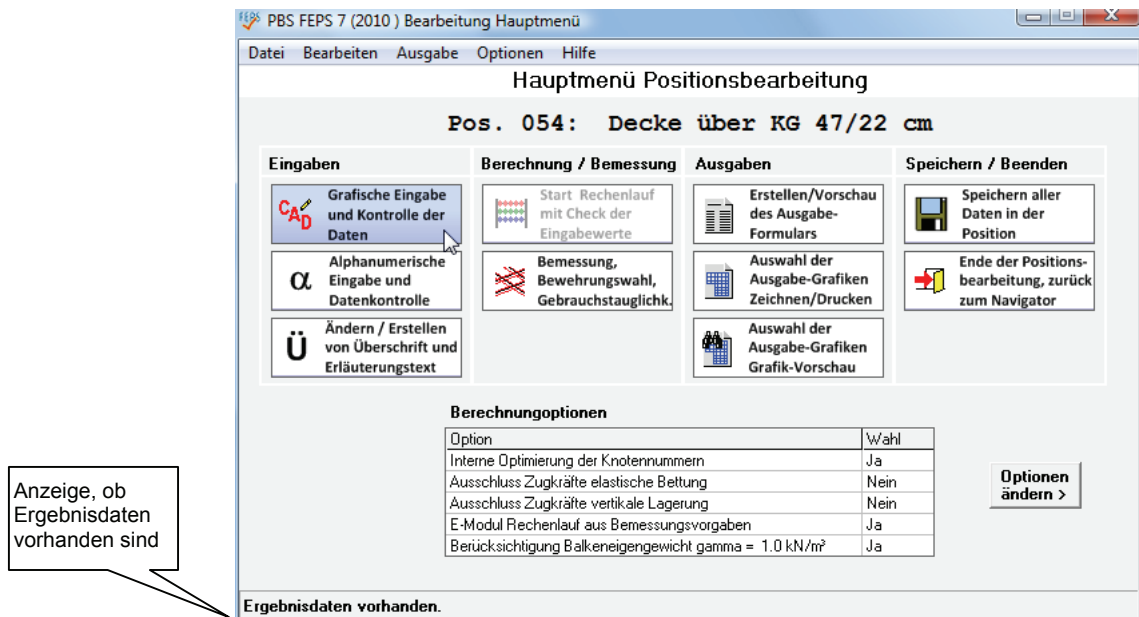 FEPS PBS FEPS 7 (2010 ) Bearbeitung Hauptmenü
Datei Bearbeiten Ausgabe Optionen Hilfe
Hauptmenü Positionsbearbeitung
Pos. 054: Decke über KG 47/22 cm
Eingaben
CAD
Grafische Eingabe
und Kontrolle der
Daten
α
Alphanumerische
Eingabe und
Datenkontrolle
Ü
Ändern / Erstellen
von Überschrift und
Erläuterungstext
Berechnung / Bemessung
Start Rechenlauf
mit Check der
Eingabewerte
Bemessung,
Bewehrungswahl,
Gebrauchstauglichk.
Ausgaben
Erstellen/Vorschau
des Ausgabe-
Formulars
Auswahl der
Ausgabe-Grafiken
Zeichnen/Drucken
Auswahl der
Ausgabe-Grafiken
Grafik-Vorschau
Speichern / Beenden
Speichern aller
Daten in der
Position
Ende der Positions-
bearbeitung, zurück
zum Navigator
Berechnungoptionen
Option Wahl
Interne Optimierung der Knotennummern Ja
Ausschluss Zugkräfte elastische Bettung Nein
Ausschluss Zugkräfte vertikale Lagerung Nein
E-Modul Rechenlauf aus Bemessungsvorgaben Ja
Berücksichtigung Balkeneigengewicht gamma = 1.0 kN/m³ Ja
Optionen
ändern >
Anzeige, ob
Ergebnisdaten
vorhanden sind
Ergebnisdaten vorhanden.